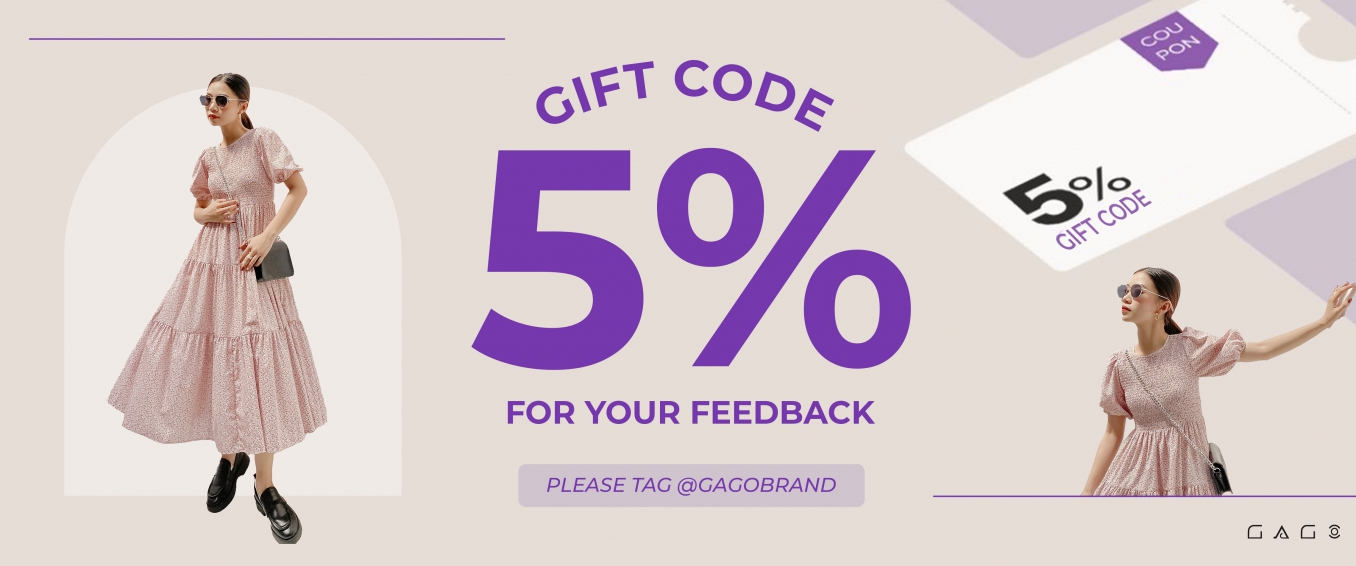 GIFT CODE
5%
FOR YOUR FEEDBACK
PLEASE TAG @GAGOBRAND
COU
PON
5%
GIFT CODE
GAGO